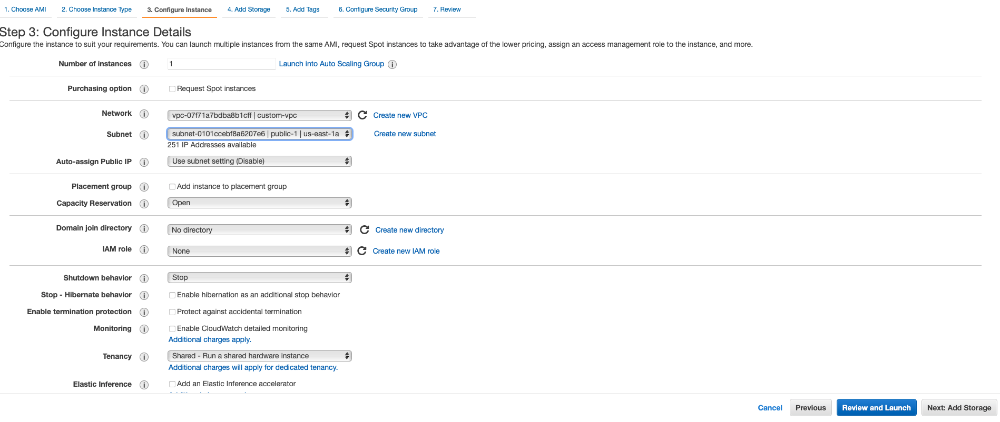 1. Choose AMI 2. Choose Instance Type 3. Configure Instance 4. Add Storage 5. Add Tags 6. Configure Security Group 7. Review
Step 3: Configure Instance Details
Configure the instance to suit your requirements. You can launch multiple instances from the same AMI, request Spot instances to take advantage of the lower pricing, assign an access management role to the instance, and more.
Number of instances 1 Launch into Auto Scaling Group
Purchasing option Request Spot instances
Network vpc-07f71a7bdba8b1cff | custom-vpc Create new VPC
Subnet subnet-0101ccebf8a6207e6 | public-1 | us-east-1a Create new subnet
251 IP Addresses available
Auto-assign Public IP Use subnet setting (Disable)
Placement group Add instance to placement group
Capacity Reservation Open
Domain join directory No directory Create new directory
IAM role None Create new IAM role
Shutdown behavior Stop
Stop - Hibernate behavior Enable hibernation as an additional stop behavior
Enable termination protection Protect against accidental termination
Monitoring Enable CloudWatch detailed monitoring
Additional charges apply.
Tenancy Shared - Run a shared hardware instance
Additional charges will apply for dedicated tenancy.
Elastic Inference Add an Elastic Inference accelerator
Cancel Previous Review and Launch Next: Add Storage